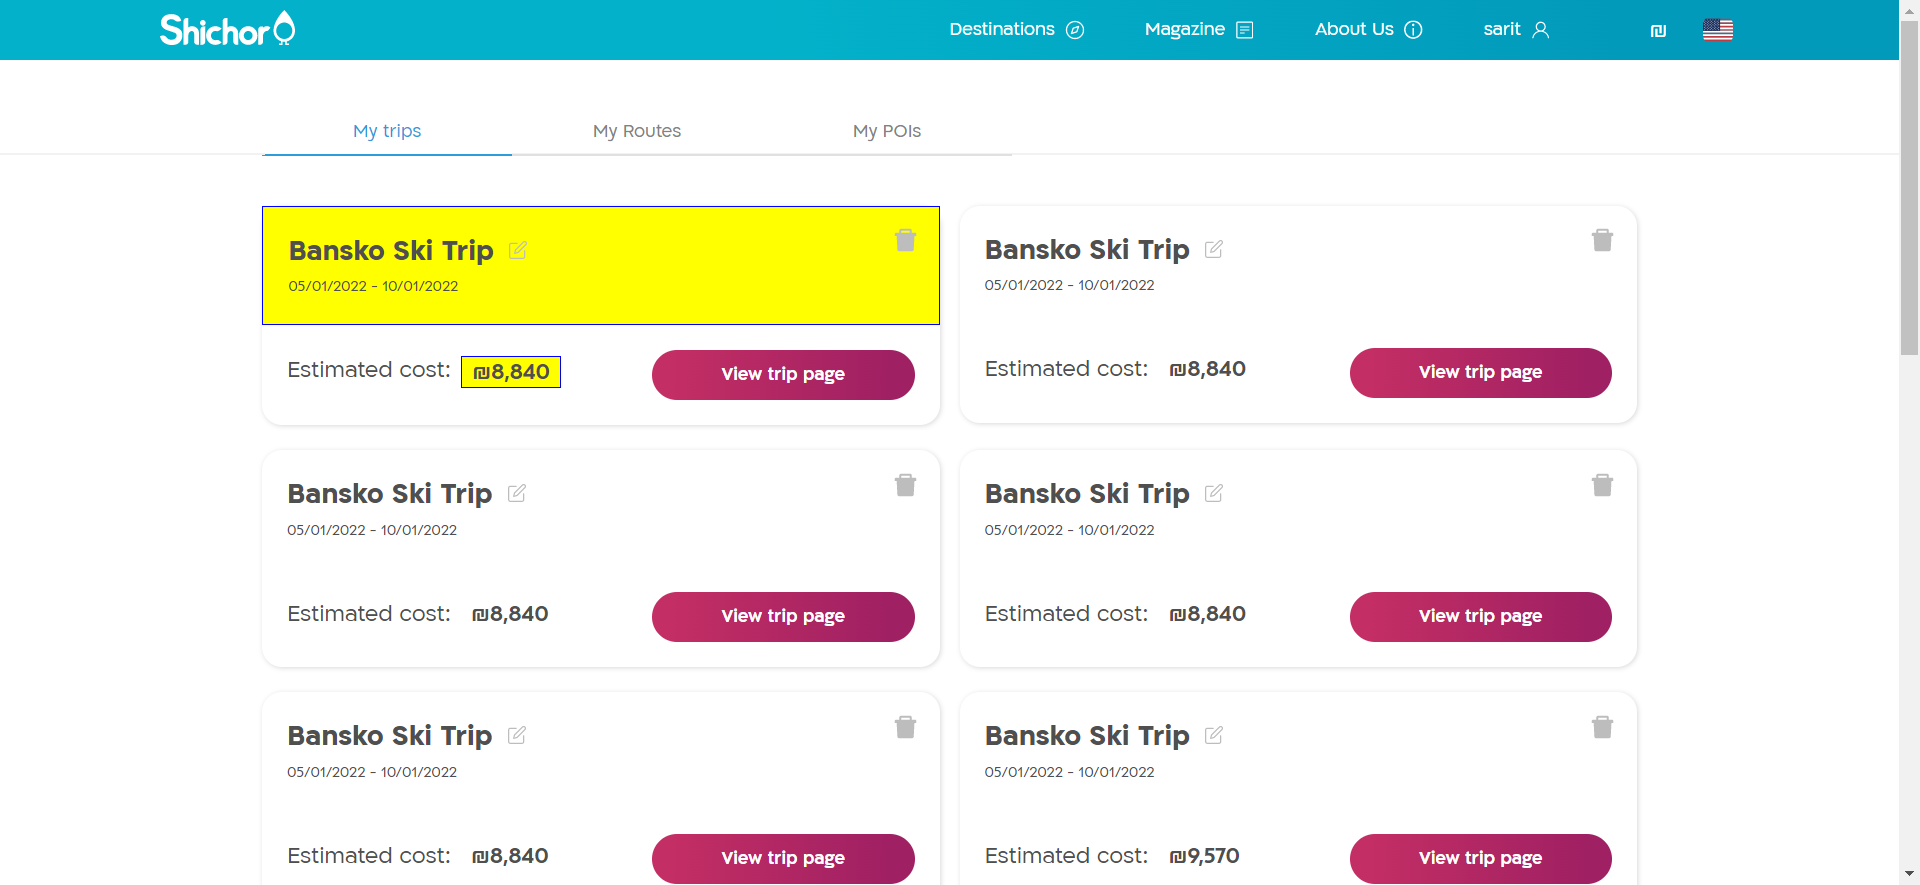 Shichor
Destinations Magazine About Us sarit ₪
My trips My Routes My POIs
Bansko Ski Trip
05/01/2022 - 10/01/2022
Estimated cost: ₪8,840 View trip page
Bansko Ski Trip
05/01/2022 - 10/01/2022
Estimated cost: ₪8,840 View trip page
Bansko Ski Trip
05/01/2022 - 10/01/2022
Estimated cost: ₪8,840 View trip page
Bansko Ski Trip
05/01/2022 - 10/01/2022
Estimated cost: ₪8,840 View trip page
Bansko Ski Trip
05/01/2022 - 10/01/2022
Estimated cost: ₪8,840 View trip page
Bansko Ski Trip
05/01/2022 - 10/01/2022
Estimated cost: ₪9,570 View trip page